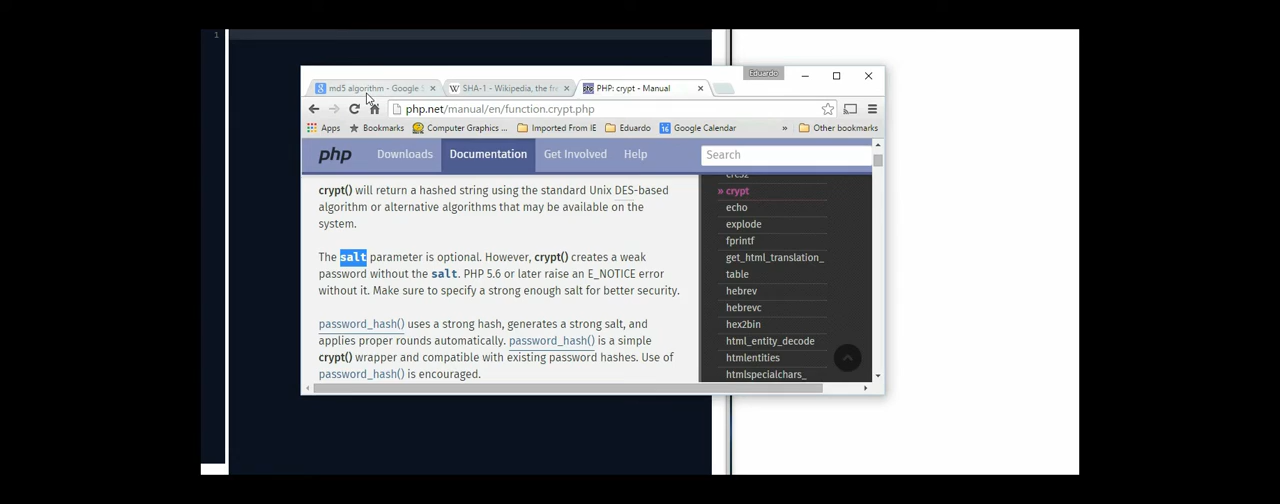 1
Eduardo
md5 algorithm - Google S
SHA-1 - Wikipedia, the fre
PHP: crypt - Manual
php.net/manual/en/function.crypt.php
Apps
Bookmarks
Computer Graphic ...
Imported From IE
Eduardo
16 Google Calendar
»
Other bookmarks
php
Downloads
Documentation
Get Involved
Help
Search
crypt() will return a hashed string using the standard Unix DES-based
algorithm or alternative algorithms that may be available on the
system.
The salt parameter is optional. However, crypt() creates a weak
password without the salt. PHP 5.6 or later raise an E_NOTICE error
without it. Make sure to specify a strong enough salt for better security.
password_hash() uses a strong hash, generates a strong salt, and
applies proper rounds automatically. password_hash() is a simple
crypt() wrapper and compatible with existing password hashes. Use of
password_hash() is encouraged.
crc32
» crypt
echo
explode
fprintf
get_html_translation_
table
hebrev
hebrevc
hex2bin
html_entity_decode
htmlentities
htmlspecialchars_